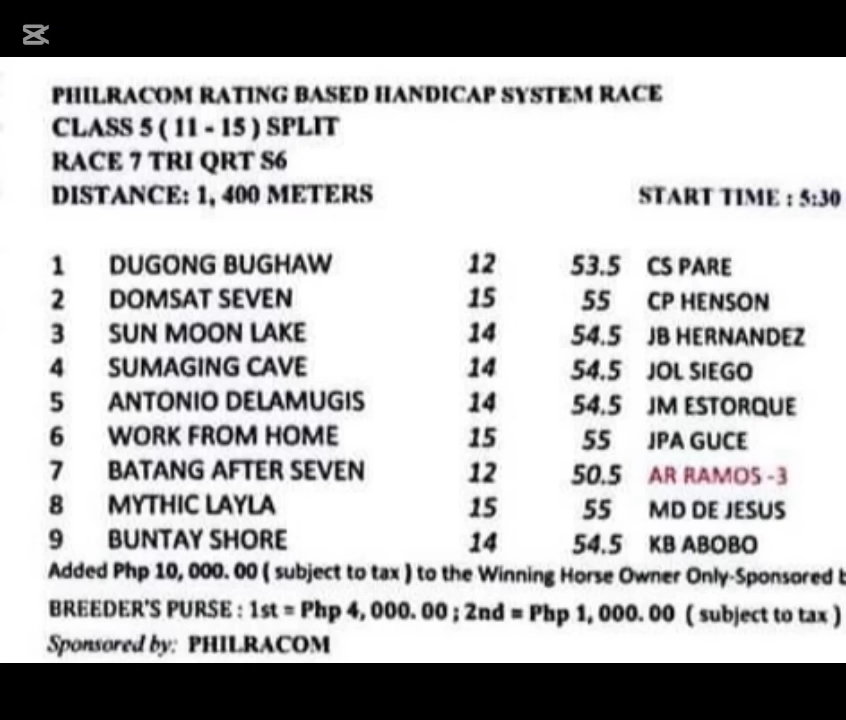 PHILRACOM RATING BASED HANDICAP SYSTEM RACE
CLASS 5 ( 11 - 15 ) SPLIT
RACE 7 TRI QRT S6
DISTANCE: 1, 400 METERS START TIME : 5:30
1 DUGONG BUGHAW 12 53.5 CS PARE
2 DOMSAT SEVEN 15 55 CP HENSON
3 SUN MOON LAKE 14 54.5 JB HERNANDEZ
4 SUMAGING CAVE 14 54.5 JOL SIEGO
5 ANTONIO DELAMUGIS 14 54.5 JM ESTORQUE
6 WORK FROM HOME 15 55 JPA GUCE
7 BATANG AFTER SEVEN 12 50.5 AR RAMOS -3
8 MYTHIC LAYLA 15 55 MD DE JESUS
9 BUNTAY SHORE 14 54.5 KB ABOBO
Added Php 10, 000. 00 ( subject to tax ) to the Winning Horse Owner Only-Sponsored
BREEDER'S PURSE : 1st = Php 4, 000. 00 ; 2nd = Php 1, 000. 00 ( subject to tax )
Sponsored by: PHILRACOM